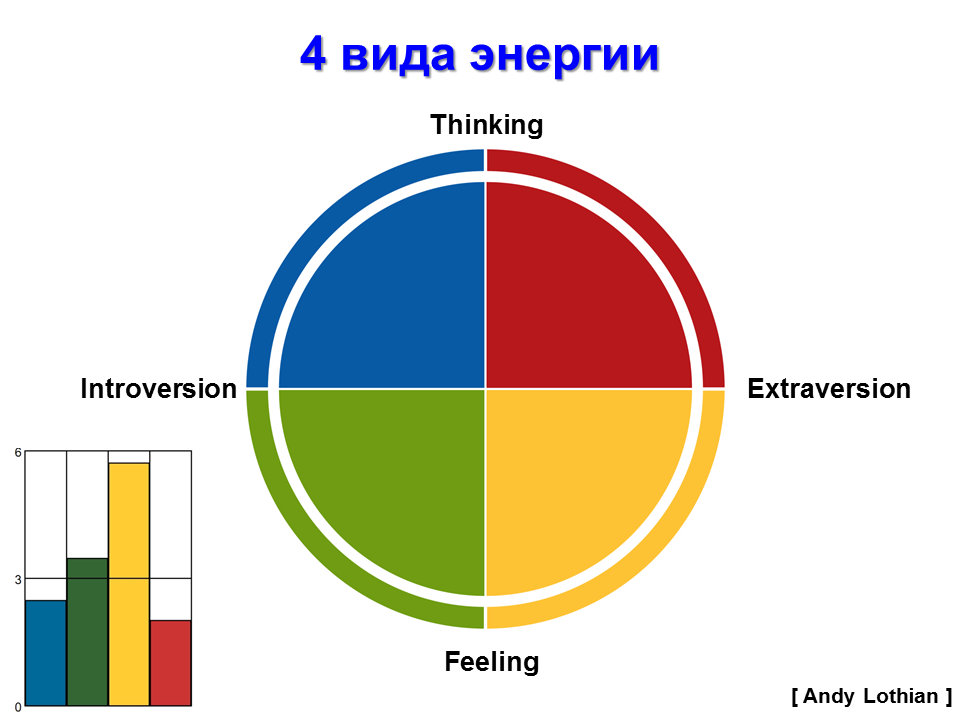 4 вида энергии
Thinking
Introversion
Extraversion
6
3
0
Feeling
[ Andy Lothian ]